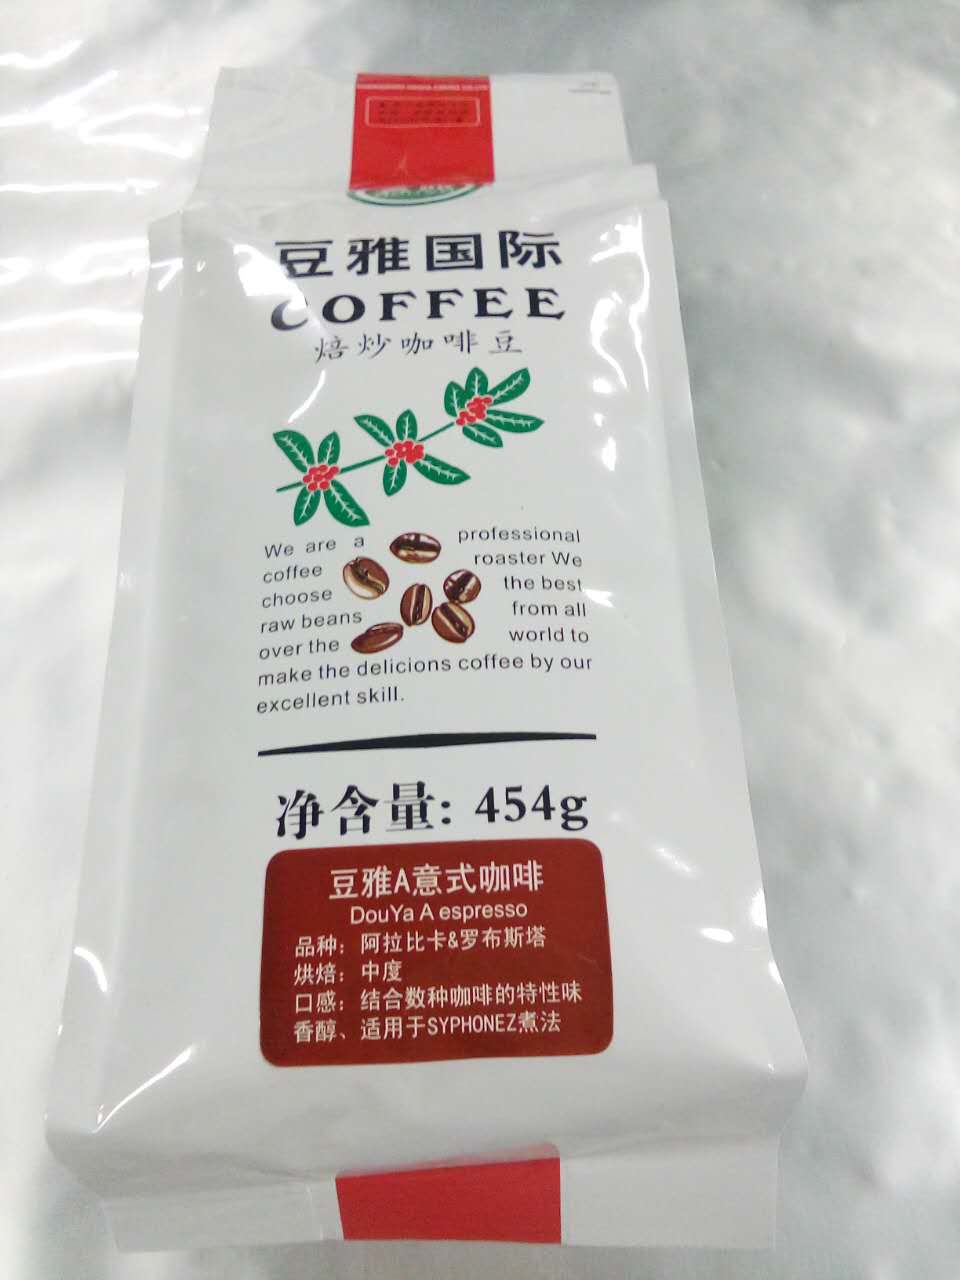 豆雅国际
COFFEE
焙炒咖啡豆
We are a professional
coffee roaster We
choose the best
raw beans from all
over the world to
make the delicions coffee by our
excellent skill.
净含量: 454g
豆雅A意式咖啡
DouYa A espresso
品种: 阿拉比卡&罗布斯塔
烘焙: 中度
口感: 结合数种咖啡的特性味
香醇、适用于SYPHONEZ煮法